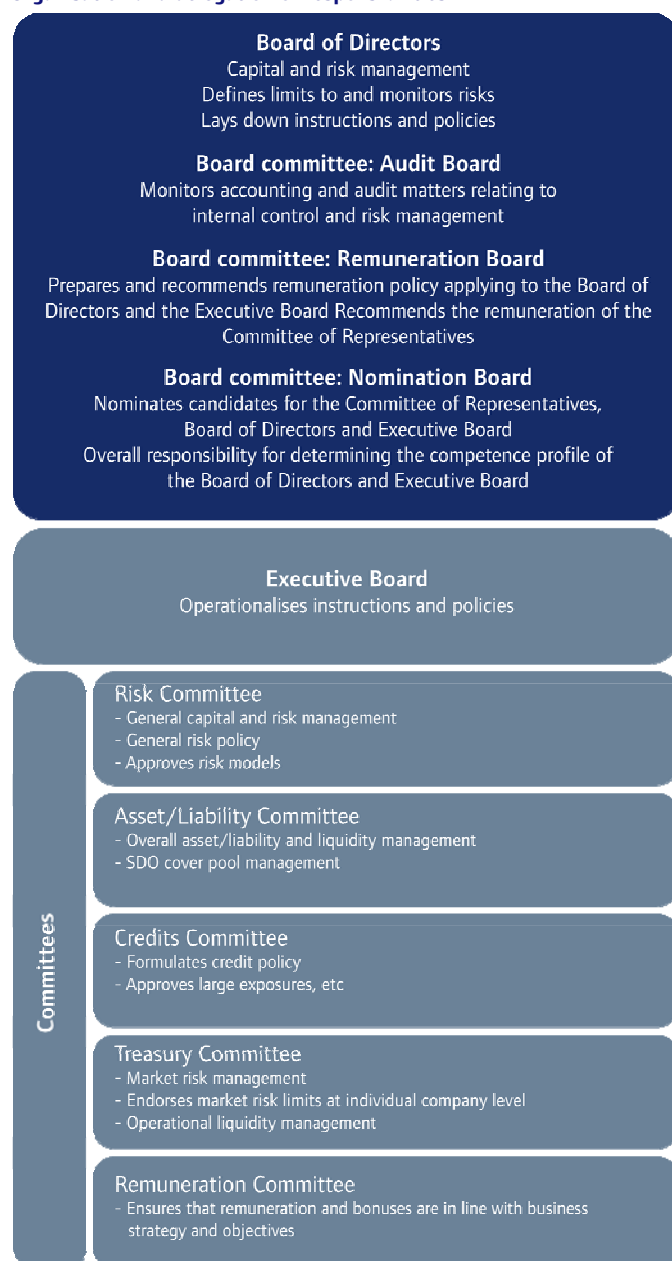 Board of Directors
Capital and risk management
Defines limits to and monitors risks
Lays down instructions and policies
Board committee: Audit Board
Monitors accounting and audit matters relating to
internal control and risk management
Board committee: Remuneration Board
Prepares and recommends remuneration policy applying to the Board of
Directors and the Executive Board Recommends the remuneration of the
Committee of Representatives
Board committee: Nomination Board
Nominates candidates for the Committee of Representatives,
Board of Directors and Executive Board
Overall responsibility for determining the competence profile of
the Board of Directors and Executive Board
Executive Board
Operationalises instructions and policies
Committees
Risk Committee
- General capital and risk management
- General risk policy
- Approves risk models
Asset/Liability Committee
- Overall asset/liability and liquidity management
- SDO cover pool management
Credits Committee
- Formulates credit policy
- Approves large exposures, etc
Treasury Committee
- Market risk management
- Endorses market risk limits at individual company level
- Operational liquidity management
Remuneration Committee
- Ensures that remuneration and bonuses are in line with business
strategy and objectives